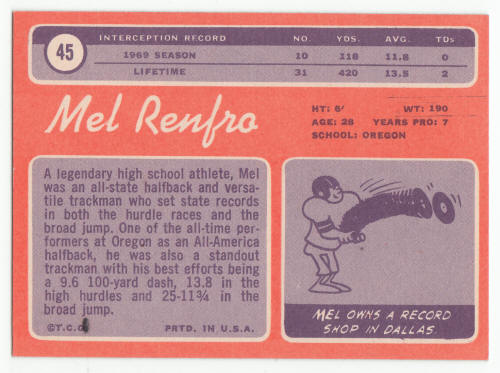 45
INTERCEPTION RECORD NO. YDS. AVG. TDs
1969 SEASON 10 118 11.8 0
LIFETIME 31 420 13.5 2
Mel Renfro
HT: 6' WT: 190
AGE: 28 YEARS PRO: 7
SCHOOL: OREGON
A legendary high school athlete, Mel
was an all-state halfback and versa-
tile trackman who set state records
in both the hurdle races and the
broad jump. One of the all-time per-
formers at Oregon as an All-America
halfback, he was also a standout
trackman with his best efforts being
a 9.6 100-yard dash, 13.8 in the
high hurdles and 25-11¾ in the
broad jump.
©T.C.G. PRTD. IN U.S.A.
MEL OWNS A RECORD
SHOP IN DALLAS.